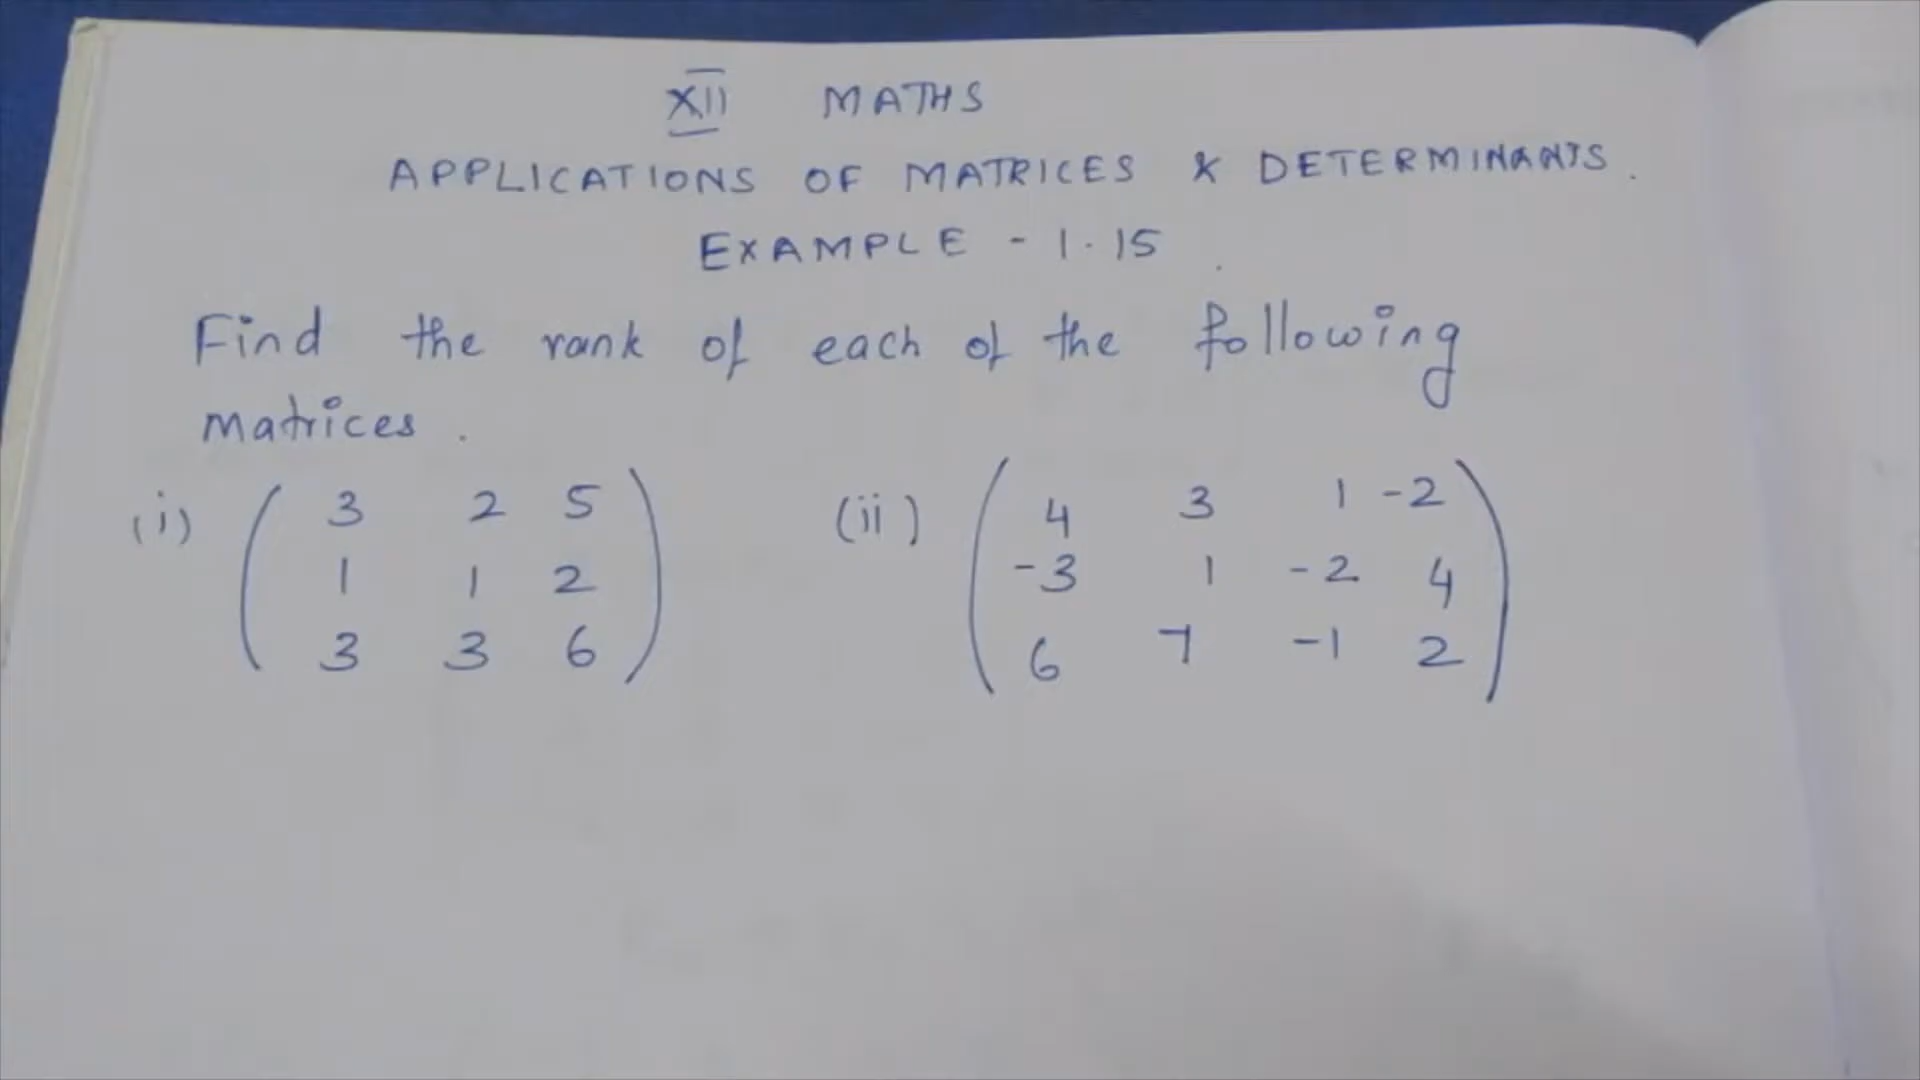 XII MATHS
APPLICATIONS OF MATRICES & DETERMINANTS.
EXAMPLE - 1.15
Find the rank of each of the following
matrices.
(i) ( 3 2 5 ) (ii) ( 4 3 1 -2 )
1 1 2 -3 1 -2 4
3 3 6 6 7 -1 2